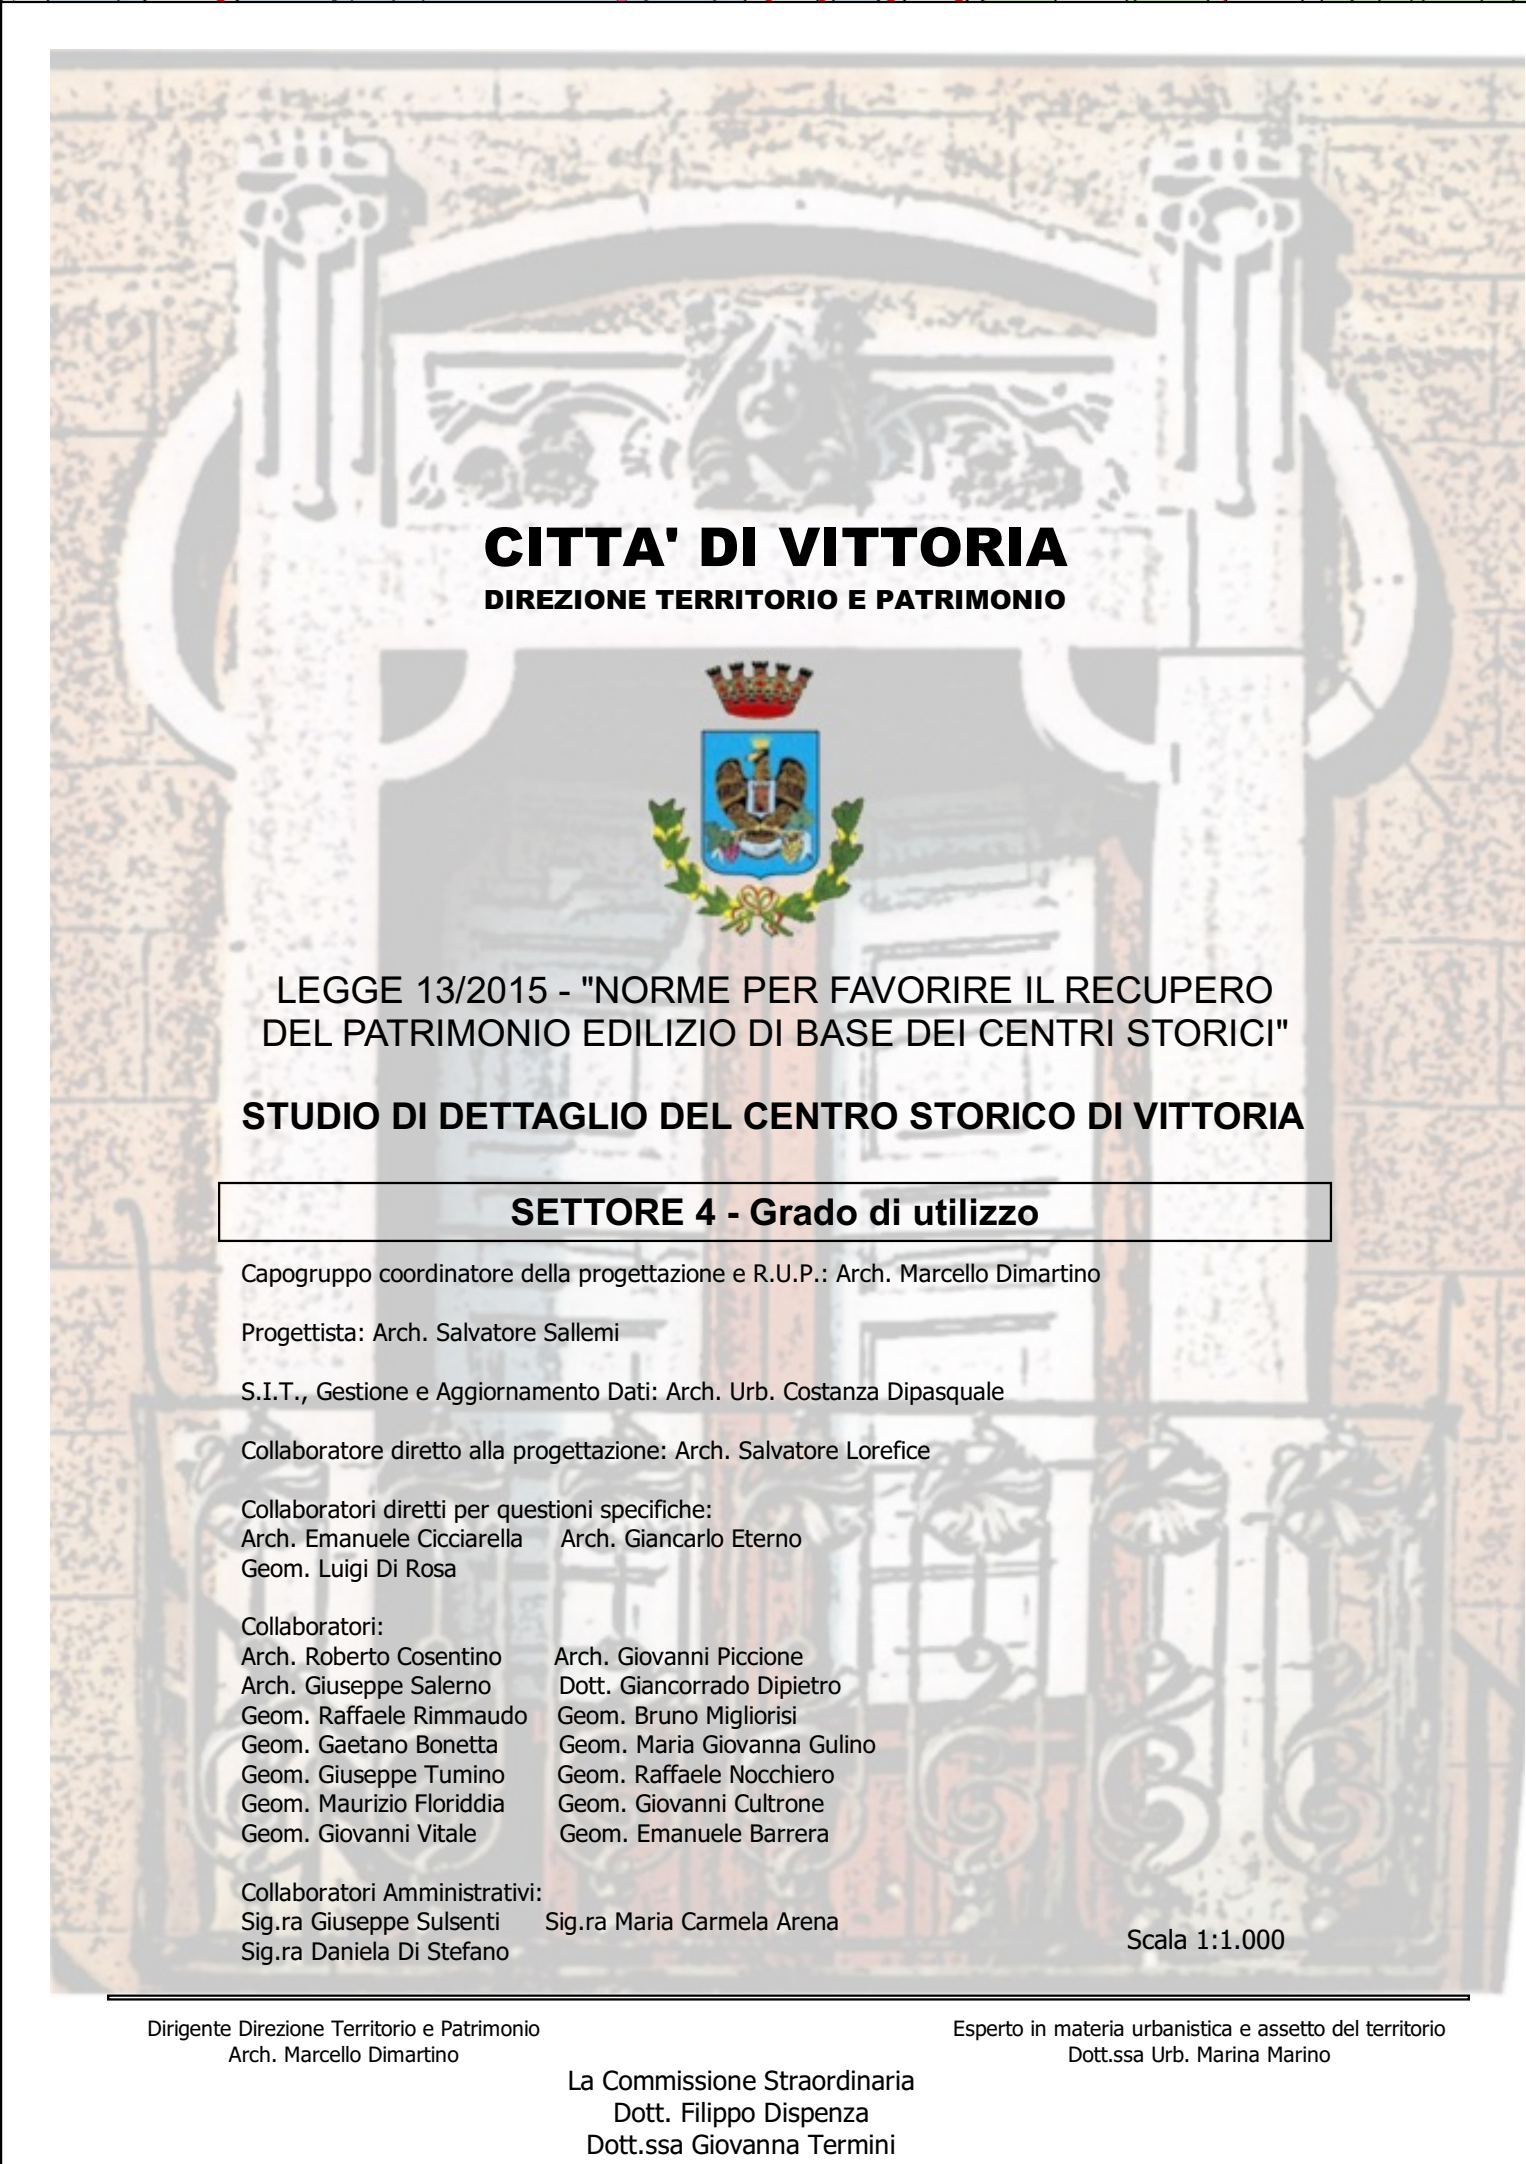 CITTA' DI VITTORIA
DIREZIONE TERRITORIO E PATRIMONIO
LEGGE 13/2015 - "NORME PER FAVORIRE IL RECUPERO
DEL PATRIMONIO EDILIZIO DI BASE DEI CENTRI STORICI"
STUDIO DI DETTAGLIO DEL CENTRO STORICO DI VITTORIA
SETTORE 4 - Grado di utilizzo
Capogruppo coordinatore della progettazione e R.U.P.: Arch. Marcello Dimartino
Progettista: Arch. Salvatore Sallemi
S.I.T., Gestione e Aggiornamento Dati: Arch. Urb. Costanza Dipasquale
Collaboratore diretto alla progettazione: Arch. Salvatore Lorefice
Collaboratori diretti per questioni specifiche:
Arch. Emanuele Cicciarella Arch. Giancarlo Eterno
Geom. Luigi Di Rosa
Collaboratori:
Arch. Roberto Cosentino Arch. Giovanni Piccione
Arch. Giuseppe Salerno Dott. Giancorrado Dipietro
Geom. Raffaele Rimmaudo Geom. Bruno Migliorisi
Geom. Gaetano Bonetta Geom. Maria Giovanna Gulino
Geom. Giuseppe Tumino Geom. Raffaele Nocchiero
Geom. Maurizio Floriddia Geom. Giovanni Cultrone
Geom. Giovanni Vitale Geom. Emanuele Barrera
Collaboratori Amministrativi:
Sig.ra Giuseppe Sulsenti Sig.ra Maria Carmela Arena
Sig.ra Daniela Di Stefano
Scala 1:1.000
Dirigente Direzione Territorio e Patrimonio
Arch. Marcello Dimartino
Esperto in materia urbanistica e assetto del territorio
Dott.ssa Urb. Marina Marino
La Commissione Straordinaria
Dott. Filippo Dispenza
Dott.ssa Giovanna Termini